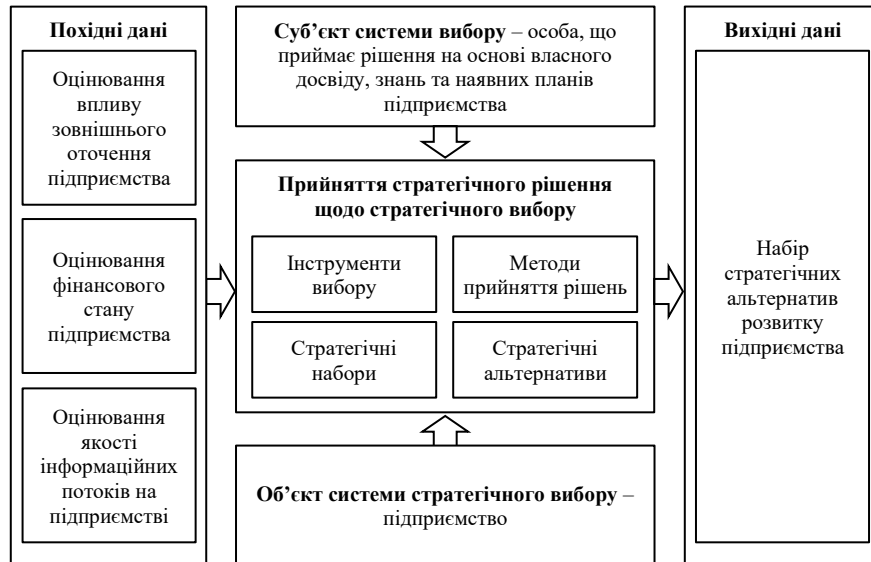 Похідні дані
Оцінювання
впливу
зовнішнього
оточення
підприємства
Оцінювання
фінансового
стану
підприємства
Оцінювання
якості
інформаційних
потоків на
підприємстві
Суб’єкт системи вибору – особа, що
приймає рішення на основі власного
досвіду, знань та наявних планів
підприємства
Прийняття стратегічного рішення
щодо стратегічного вибору
Інструменти
вибору
Методи
прийняття рішень
Стратегічні
набори
Стратегічні
альтернативи
Об’єкт системи стратегічного вибору –
підприємство
Вихідні дані
Набір
стратегічних
альтернатив
розвитку
підприємства